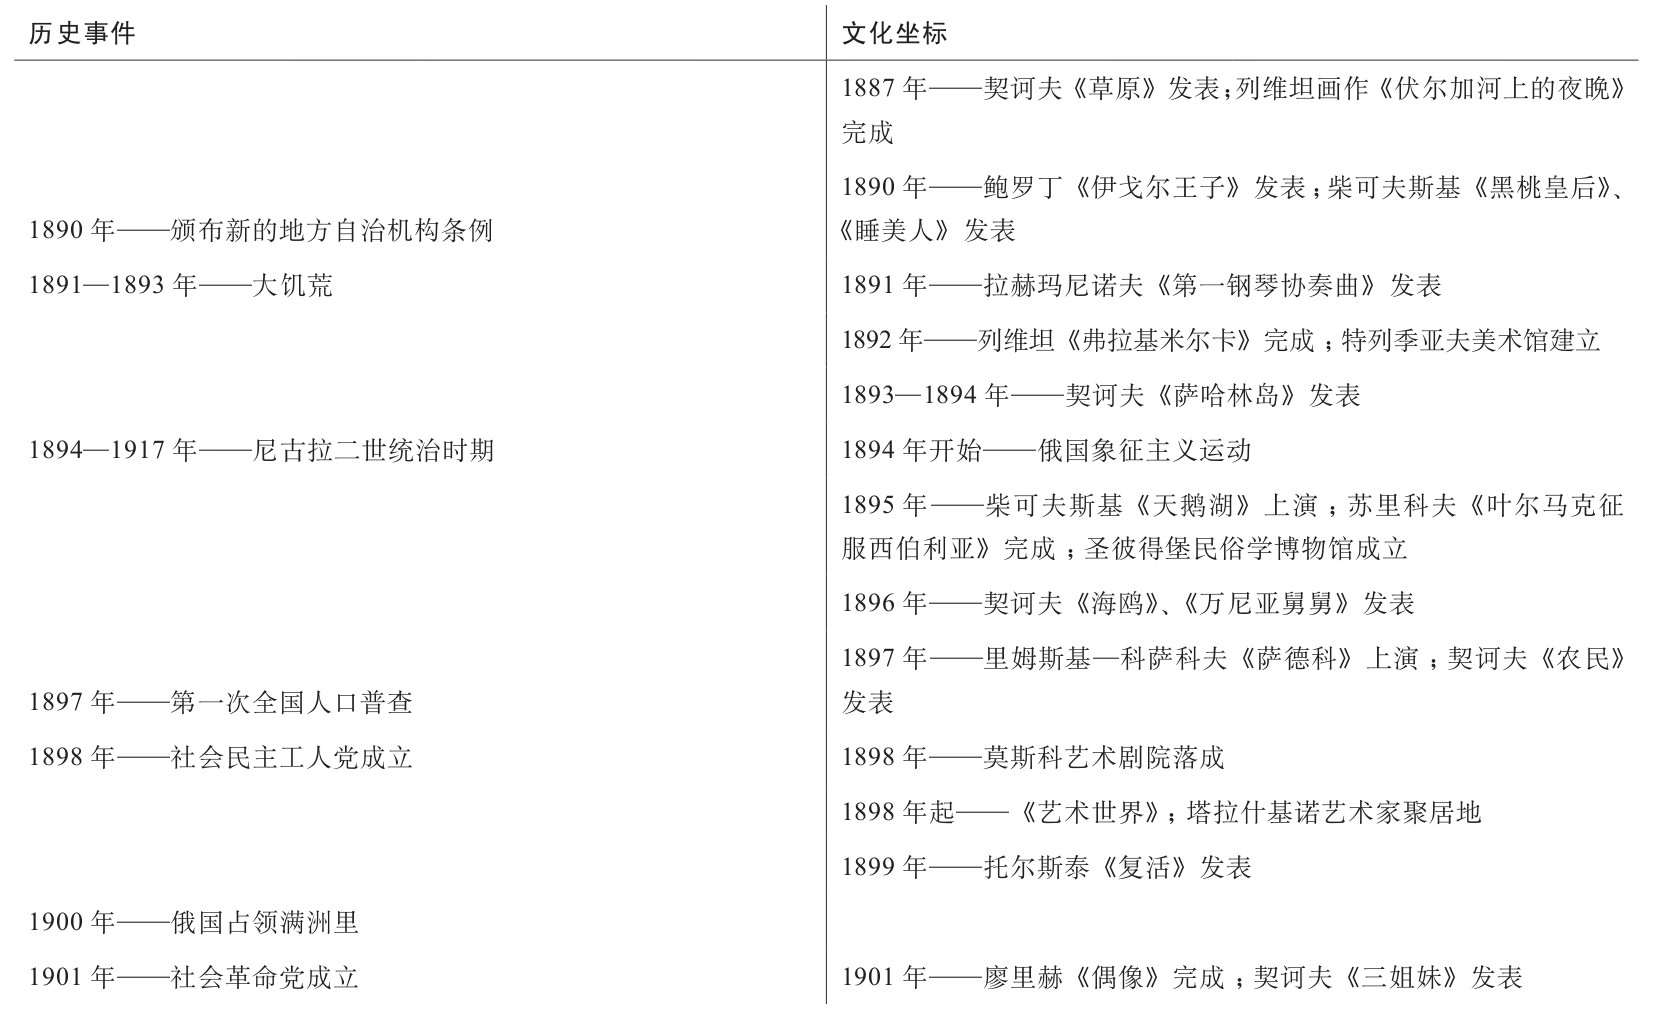 历史事件
文化坐标
1887 年——契诃夫《草原》发表；列维坦画作《伏尔加河上的夜晚》
完成
1890 年——颁布新的地方自治机构条例
1890 年——鲍罗丁《伊戈尔王子》发表；柴可夫斯基《黑桃皇后》、
《睡美人》发表
1891—1893 年——大饥荒
1891 年——拉赫玛尼诺夫《第一钢琴协奏曲》发表
1892 年——列维坦《弗拉基米尔卡》完成；特列季亚夫美术馆建立
1893—1894 年——契诃夫《萨哈林岛》发表
1894—1917 年——尼古拉二世统治时期
1894 年开始——俄国象征主义运动
1895 年——柴可夫斯基《天鹅湖》上演；苏里科夫《叶尔马克征
服西伯利亚》完成；圣彼得堡民俗学博物馆成立
1896 年——契诃夫《海鸥》、《万尼亚舅舅》发表
1897 年——第一次全国人口普查
1897 年——里姆斯基—科萨科夫《萨德科》上演；契诃夫《农民》
发表
1898 年——社会民主工人党成立
1898 年——莫斯科艺术剧院落成
1898 年起——《艺术世界》；塔拉什基诺艺术家聚居地
1899 年——托尔斯泰《复活》发表
1900 年——俄国占领满洲里
1901 年——社会革命党成立
1901 年——廖里赫《偶像》完成；契诃夫《三姐妹》发表